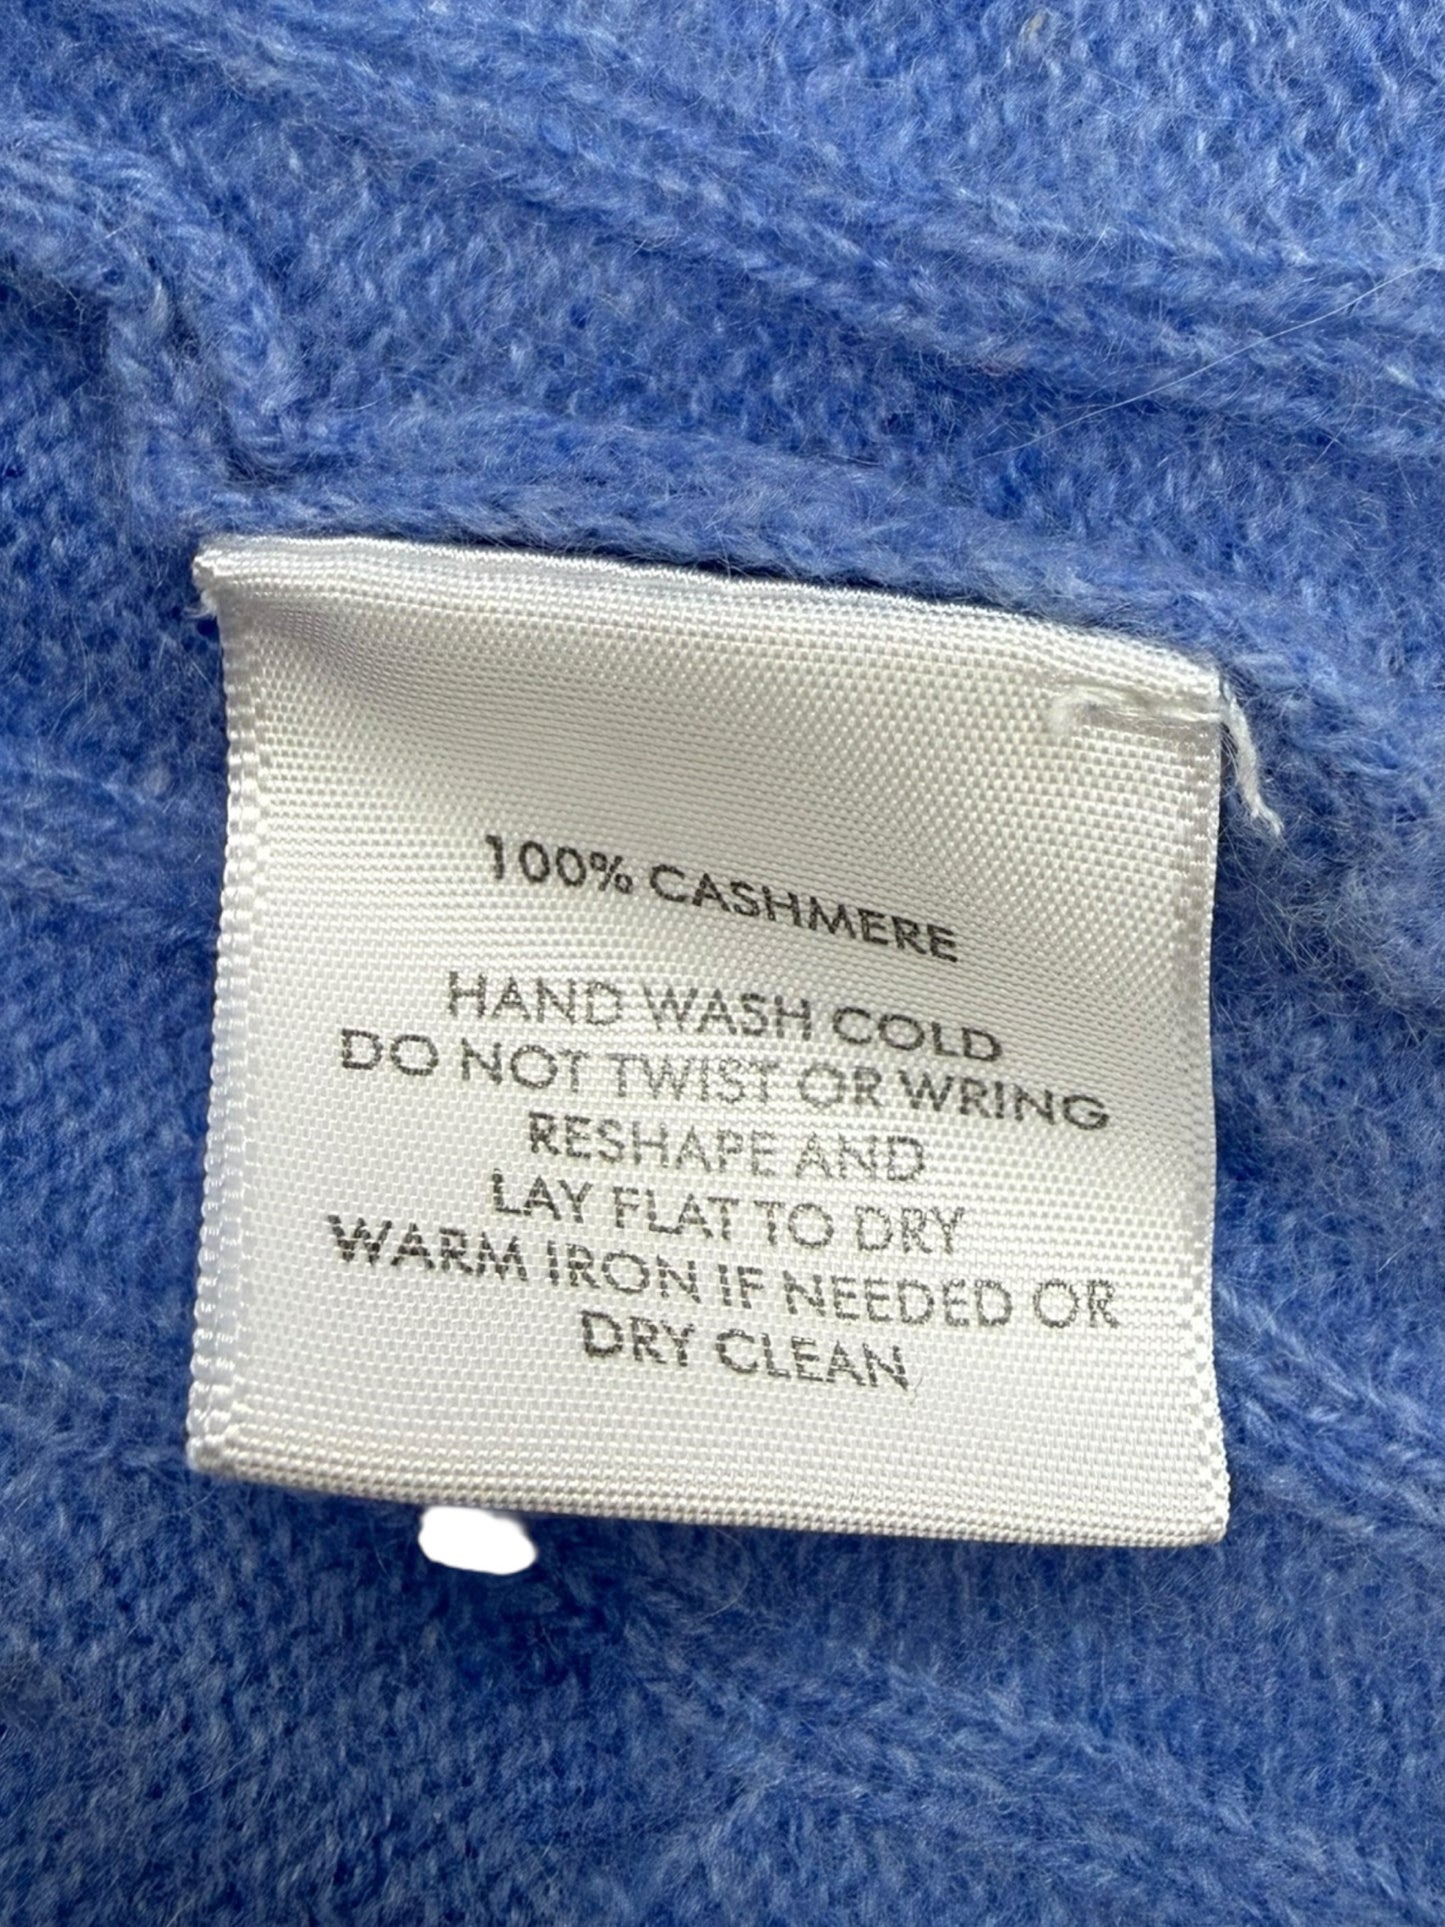 100% CASHMERE
HAND WASH COLD
DO NOT TWIST OR WRING
RESHAPE AND
LAY FLAT TO DRY
WARM IRON IF NEEDED OR
DRY CLEAN